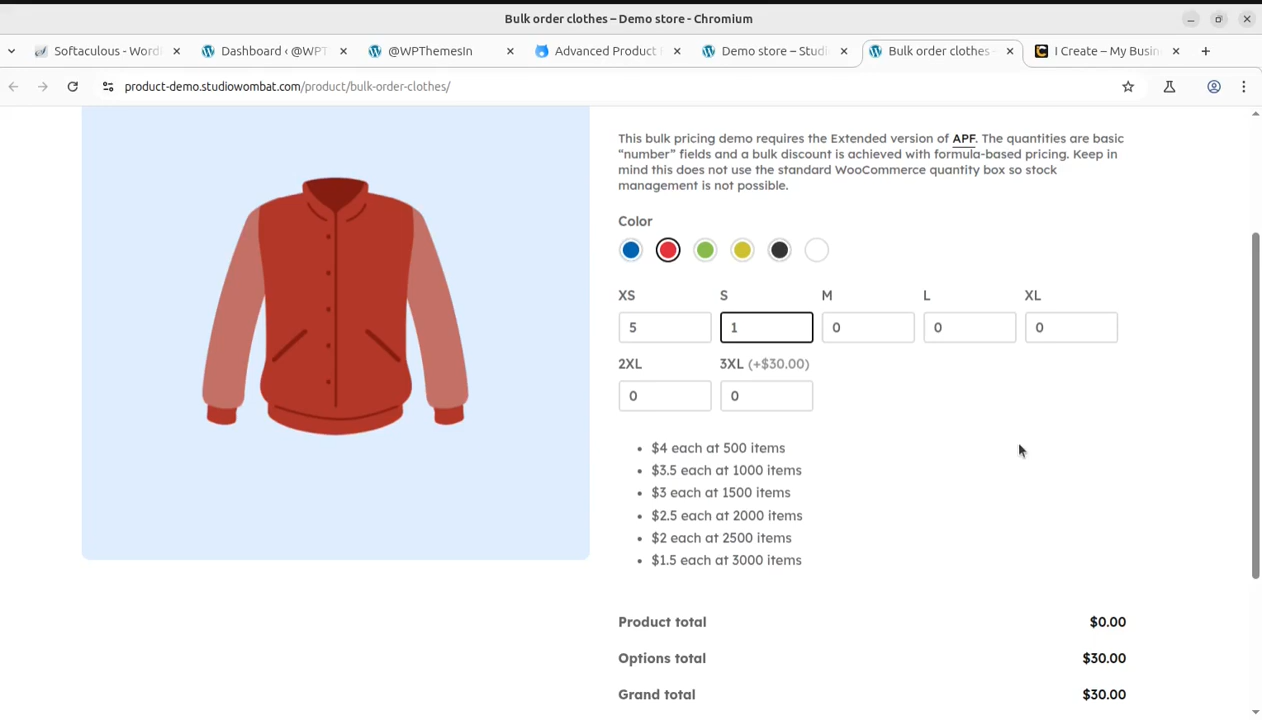 Bulk order clothes – Demo store - Chromium
Softaculous - Word
Dashboard ‹ @WPT
@WPThemesIn
Advanced Product F
Demo store – Studi
Bulk order clothes –
I Create – My Busin
product-demo.studiowombat.com/product/bulk-order-clothes/
This bulk pricing demo requires the Extended version of APF. The quantities are basic
“number” fields and a bulk discount is achieved with formula-based pricing. Keep in
mind this does not use the standard WooCommerce quantity box so stock
management is not possible.
Color
XS S M L XL
5 1 0 0 0
2XL 3XL (+$30.00)
0 0
• $4 each at 500 items
• $3.5 each at 1000 items
• $3 each at 1500 items
• $2.5 each at 2000 items
• $2 each at 2500 items
• $1.5 each at 3000 items
Product total $0.00
Options total $30.00
Grand total $30.00